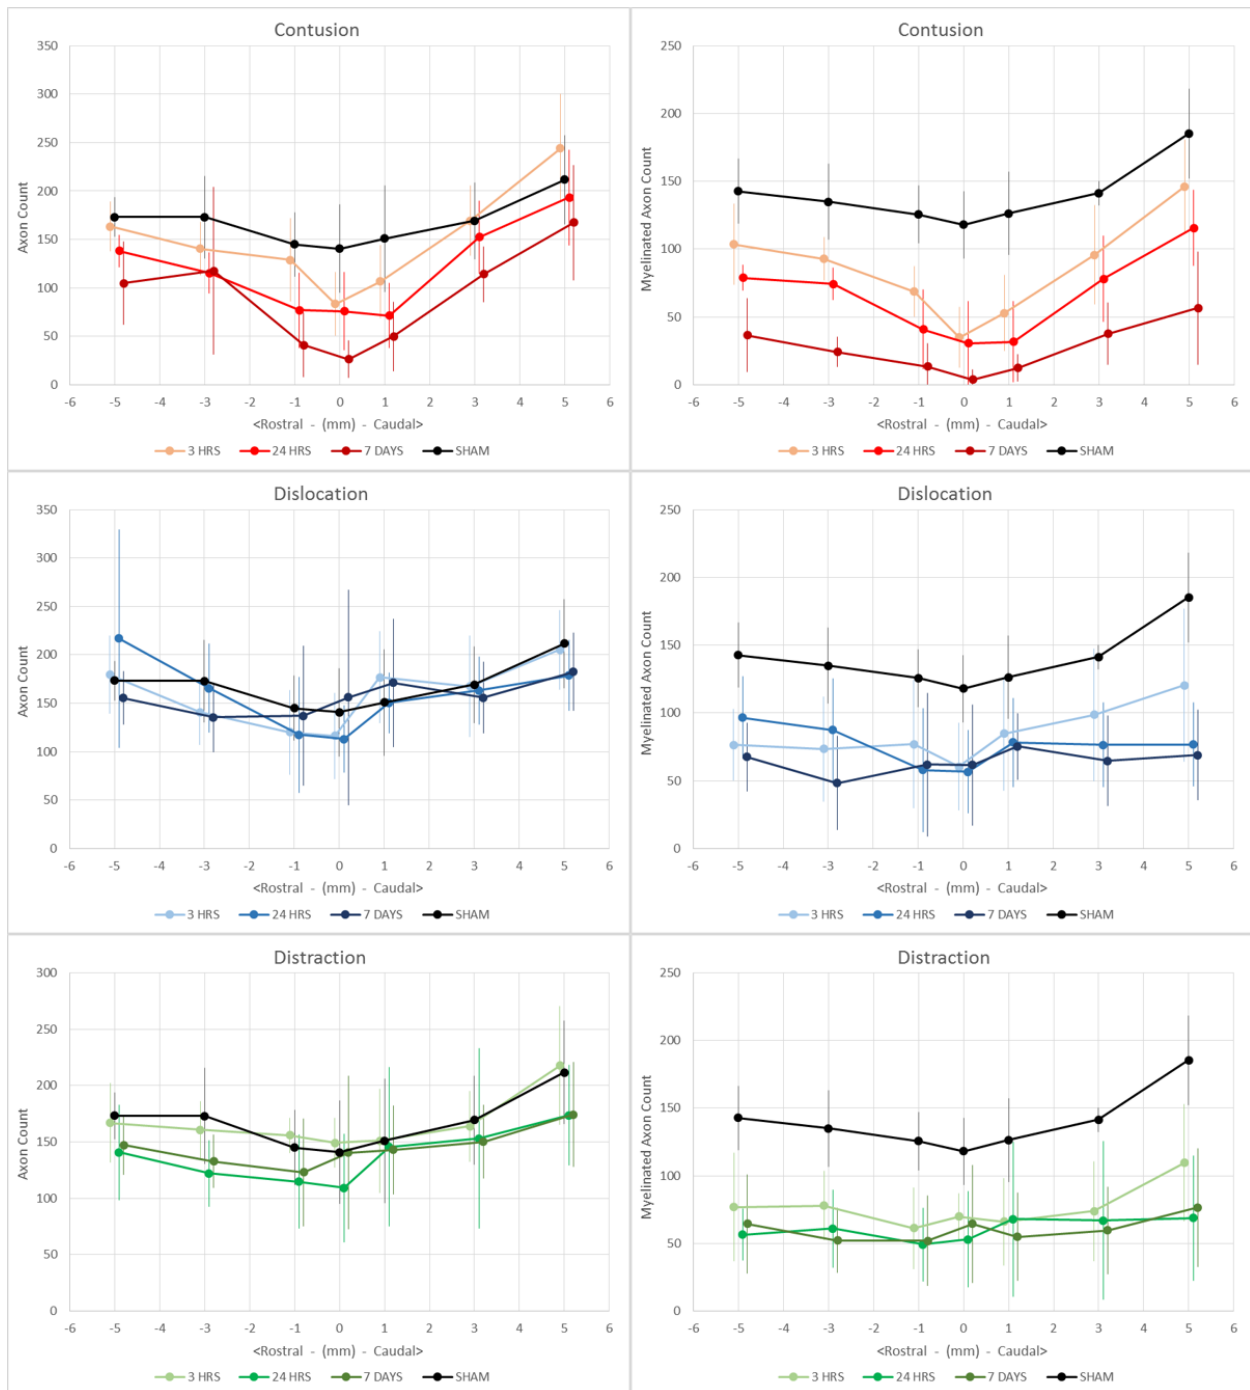 Contusion
350
300
250
200
150
100
50
0
Axon Count
-6 -5 -4 -3 -2 -1 0 1 2 3 4 5 6
<Rostral - (mm) - Caudal>
3 HRS 24 HRS 7 DAYS SHAM
Contusion
250
200
150
100
50
0
Myelinated Axon Count
-6 -5 -4 -3 -2 -1 0 1 2 3 4 5 6
<Rostral - (mm) - Caudal>
3 HRS 24 HRS 7 DAYS SHAM
Dislocation
350
300
250
200
150
100
50
0
Axon Count
-6 -5 -4 -3 -2 -1 0 1 2 3 4 5 6
<Rostral - (mm) - Caudal>
3 HRS 24 HRS 7 DAYS SHAM
Dislocation
250
200
150
100
50
0
Myelinated Axon Count
-6 -5 -4 -3 -2 -1 0 1 2 3 4 5 6
<Rostral - (mm) - Caudal>
3 HRS 24 HRS 7 DAYS SHAM
Distraction
300
250
200
150
100
50
0
Axon Count
-6 -5 -4 -3 -2 -1 0 1 2 3 4 5 6
<Rostral - (mm) - Caudal>
3 HRS 24 HRS 7 DAYS SHAM
Distraction
250
200
150
100
50
0
Myelinated Axon Count
-6 -5 -4 -3 -2 -1 0 1 2 3 4 5 6
<Rostral - (mm) - Caudal>
3 HRS 24 HRS 7 DAYS SHAM